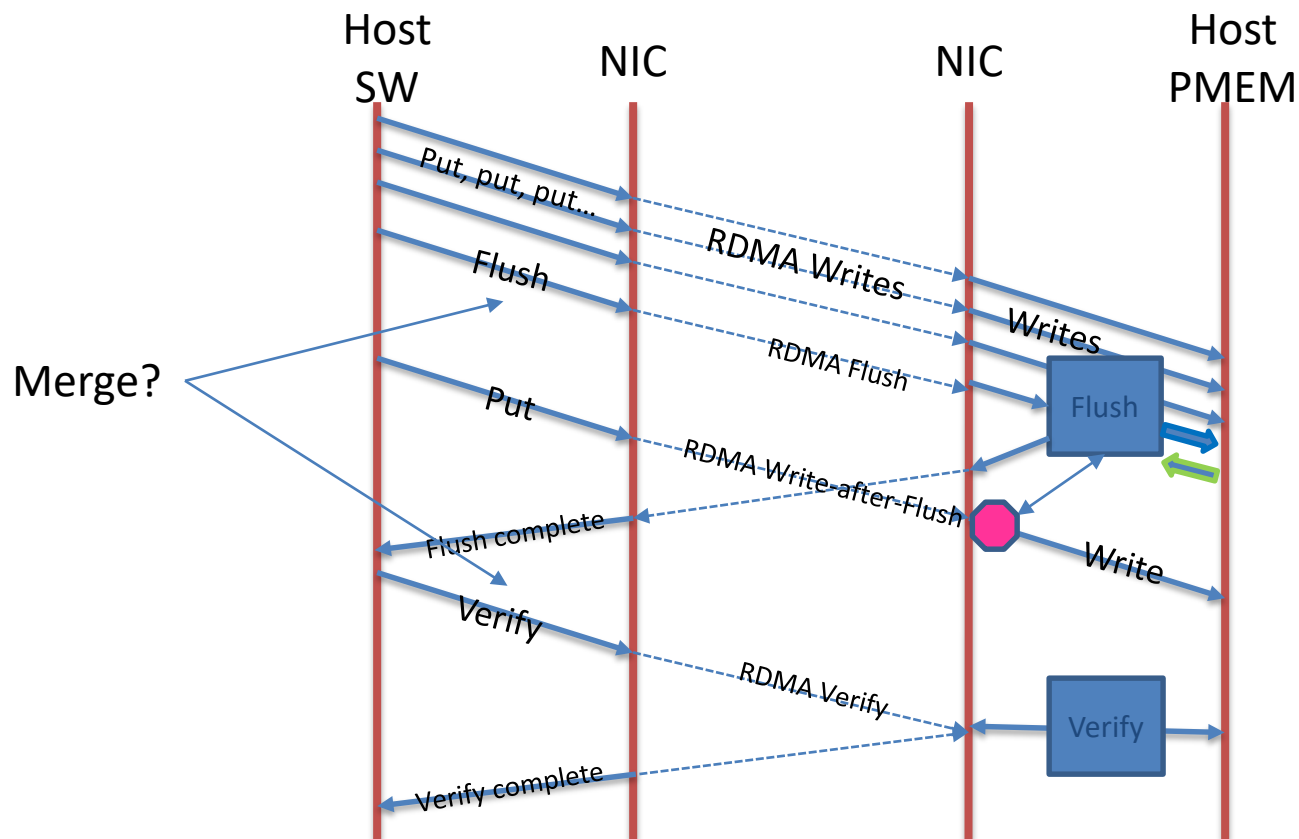 Host
SW
NIC
NIC
Host
PMEM
Put, put, put...
RDMA Writes
Writes
Flush
RDMA Flush
Flush
Merge?
Put
RDMA Write-after-Flush
Flush complete
Write
Verify
RDMA Verify
Verify
Verify complete